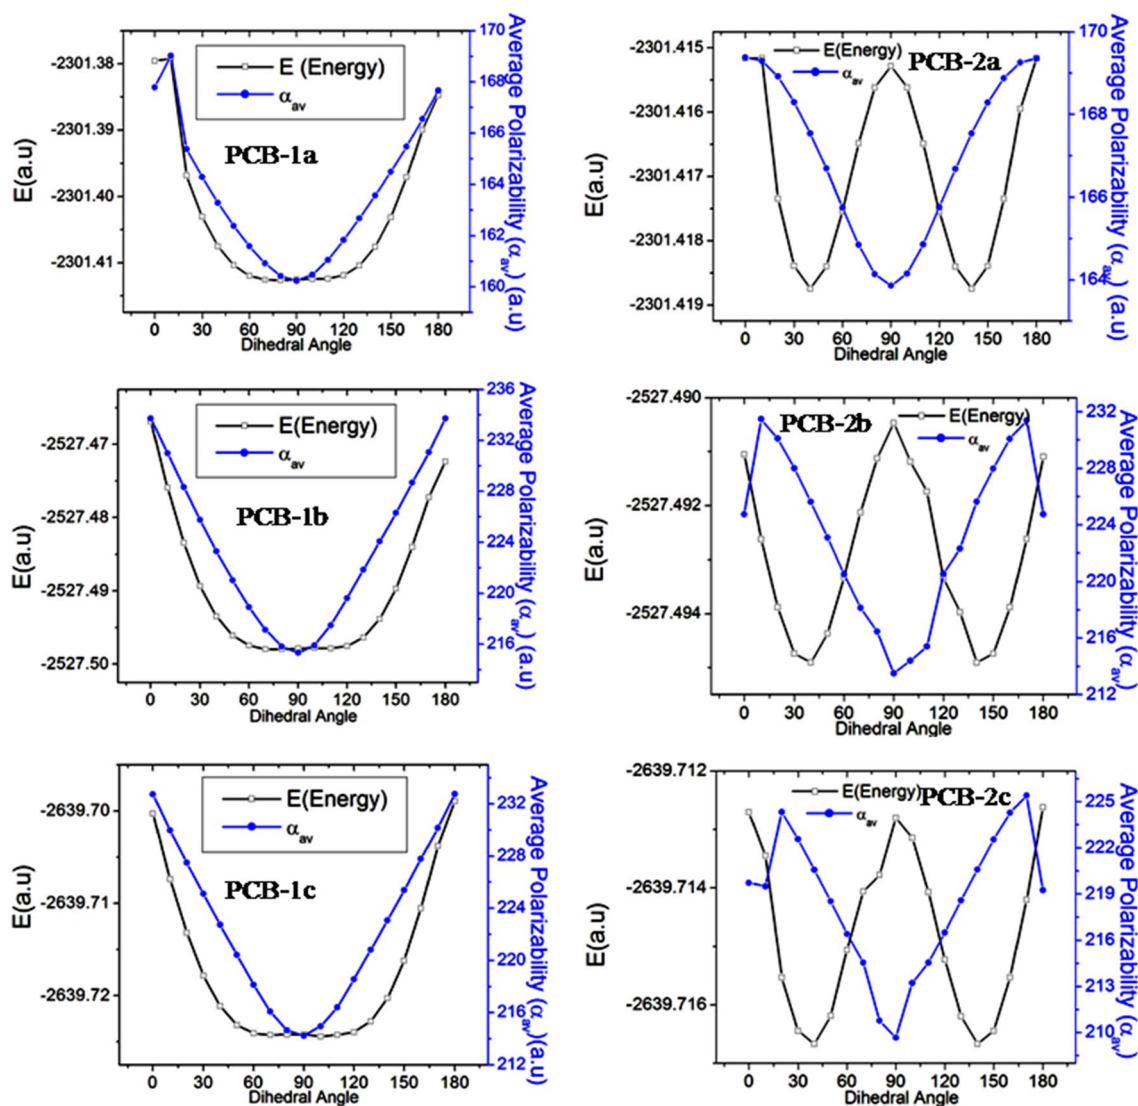 -2301.38
-2301.39
-2301.40
-2301.41
E(a.u)
E (Energy)
αav
PCB-1a
170
168
166
164
162
160
Average Polarizability (αav) (a.u)
0 30 60 90 120 150 180
Dihedral Angle
-2301.415
-2301.416
-2301.417
-2301.418
-2301.419
E(a.u)
E(Energy)
αav
PCB-2a
170
168
166
164
Average Polarizability (αav) (a.u)
0 30 60 90 120 150 180
Dihedral Angle
-2527.47
-2527.48
-2527.49
-2527.50
E(a.u)
E(Energy)
αav
PCB-1b
236
232
228
224
220
216
Average Polarizability (αav) (a.u)
0 30 60 90 120 150 180
Dihedral Angle
-2527.490
-2527.492
-2527.494
E(a.u)
PCB-2b
E(Energy)
αav
232
228
224
220
216
212
Average Polarizability (αav)
0 30 60 90 120 150 180
Dihedral Angle
-2639.70
-2639.71
-2639.72
E(a.u)
E(Energy)
αav
PCB-1c
232
228
224
220
216
212
Average Polarizability (αav)(a.u)
0 30 60 90 120 150 180
Dihedral Angle
-2639.712
-2639.714
-2639.716
E(a.u)
E(Energy)
αav
PCB-2c
225
222
219
216
213
210
Average Polarizability (αav)
0 30 60 90 120 150 180
Dihedral Angle